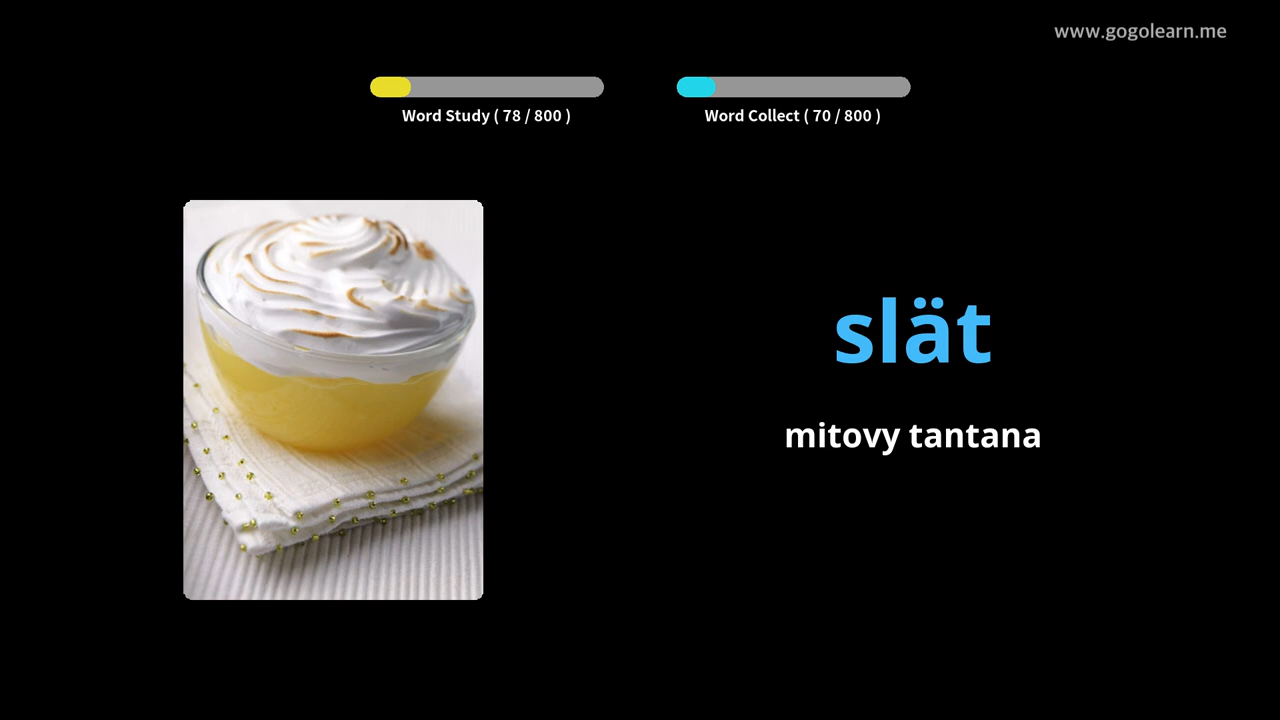 www.gogolearn.me
Word Study ( 78 / 800 )
Word Collect ( 70 / 800 )
slät
mitovy tantana